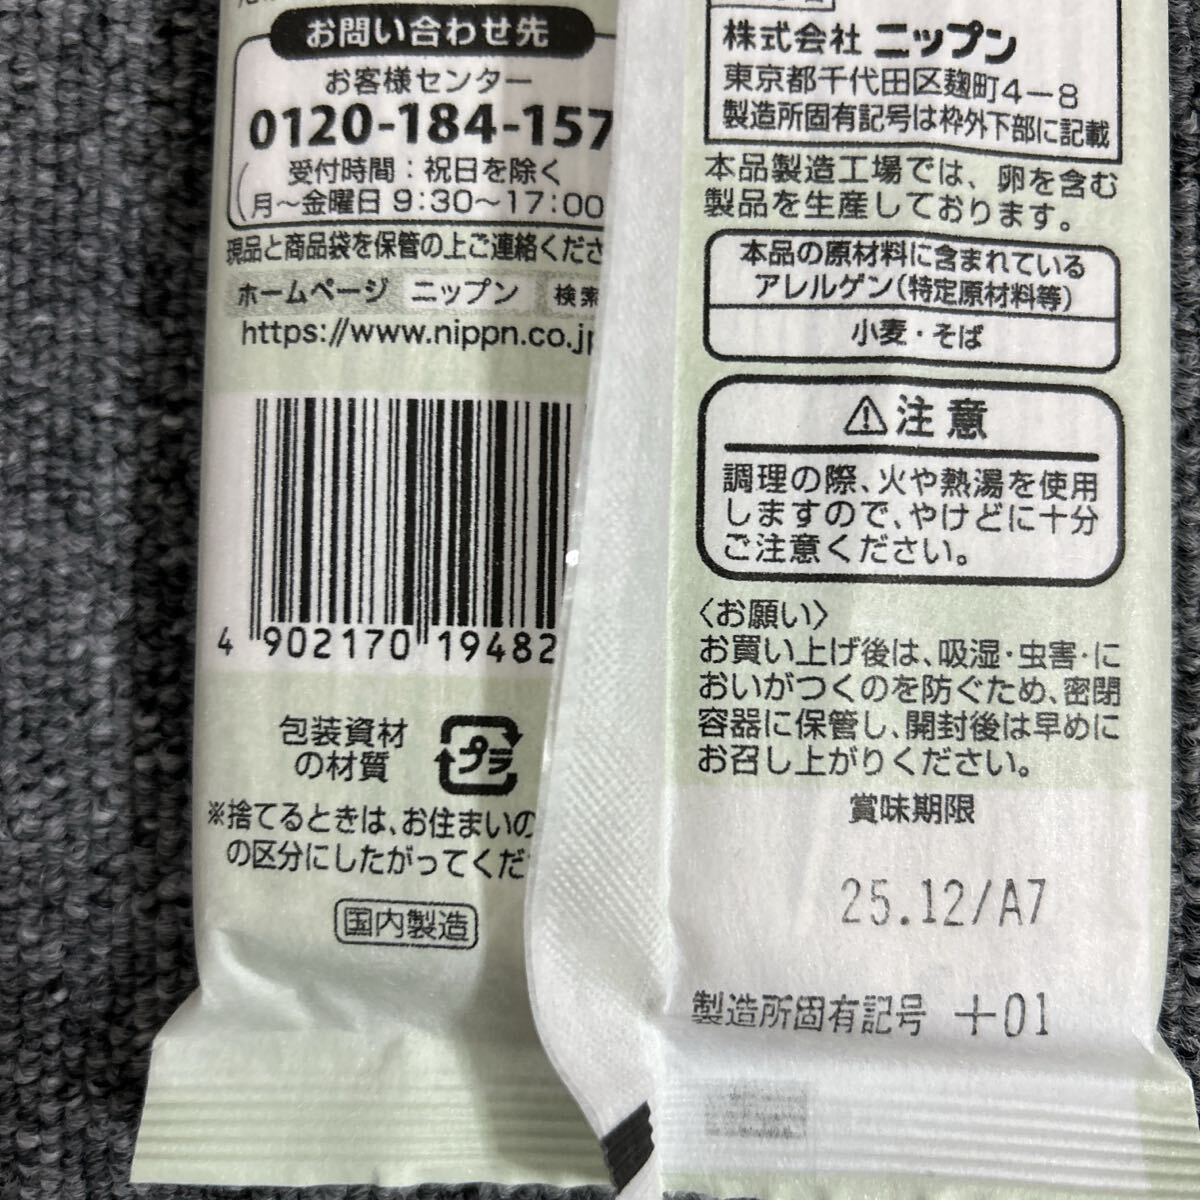 お問い合わせ先
お客様センター
0120-184-157
受付時間：祝日を除く
月～金曜日 9:30～17:00
現品と商品袋を保管の上ご連絡くださ
ホームページ ニップン 検索
https://www.nippn.co.jp
4 902170 19482
包装資材
の材質
プラ
※捨てるときは、お住まいの
の区分にしたがってくだ
国内製造
株式会社 ニップン
東京都千代田区麹町4-8
製造所固有記号は枠外下部に記載
本品製造工場では、卵を含む
製品を生産しております。
本品の原材料に含まれている
アレルゲン(特定原材料等)
小麦・そば
⚠注意
調理の際、火や熱湯を使用
しますので、やけどに十分
ご注意ください。
〈お願い〉
お買い上げ後は、吸湿・虫害・に
おいがつくのを防ぐため、密閉
容器に保管し、開封後は早めに
お召し上がりください。
賞味期限
25.12/A7
製造所固有記号 +01